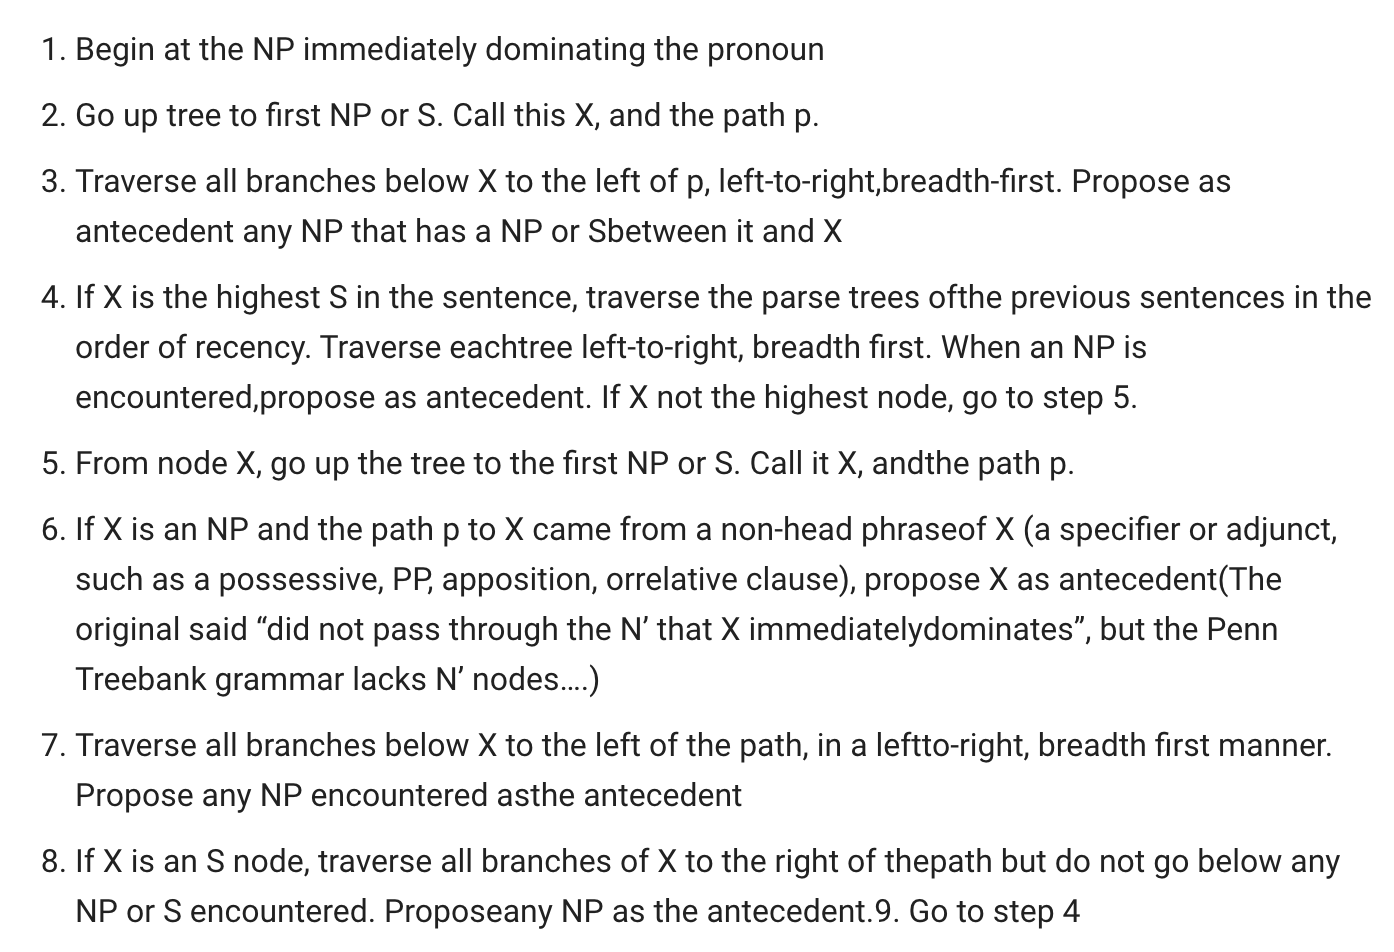 1. Begin at the NP immediately dominating the pronoun
2. Go up tree to first NP or S. Call this X, and the path p.
3. Traverse all branches below X to the left of p, left-to-right,breadth-first. Propose as
antecedent any NP that has a NP or Sbetween it and X
4. If X is the highest S in the sentence, traverse the parse trees ofthe previous sentences in the
order of recency. Traverse eachtree left-to-right, breadth first. When an NP is
encountered,propose as antecedent. If X not the highest node, go to step 5.
5. From node X, go up the tree to the first NP or S. Call it X, andthe path p.
6. If X is an NP and the path p to X came from a non-head phraseof X (a specifier or adjunct,
such as a possessive, PP, apposition, orrelative clause), propose X as antecedent(The
original said “did not pass through the N’ that X immediatelydominates”, but the Penn
Treebank grammar lacks N’ nodes….)
7. Traverse all branches below X to the left of the path, in a leftto-right, breadth first manner.
Propose any NP encountered asthe antecedent
8. If X is an S node, traverse all branches of X to the right of thepath but do not go below any
NP or S encountered. Proposeany NP as the antecedent.9. Go to step 4